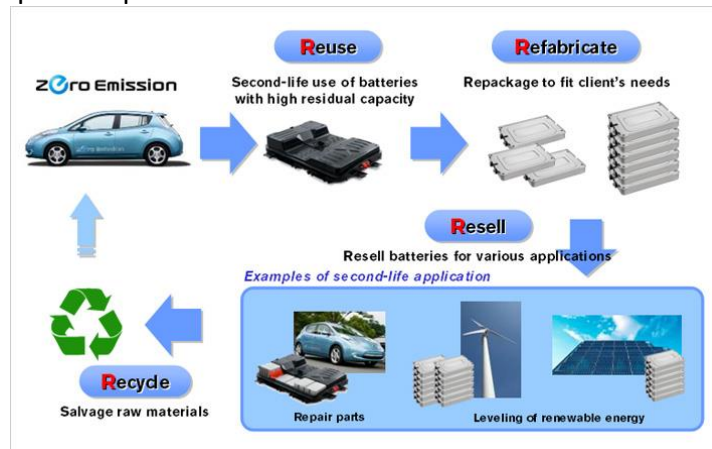 Reuse
Refabricate
Zero Emission
Second-life use of batteries
with high residual capacity
Repackage to fit client's needs
Resell
Resell batteries for various applications
Examples of second-life application
Recycle
Salvage raw materials
Repair parts
Leveling of renewable energy